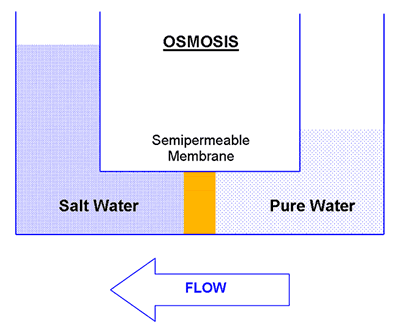 OSMOSIS
Semipermeable
Membrane
Salt Water
Pure Water
FLOW